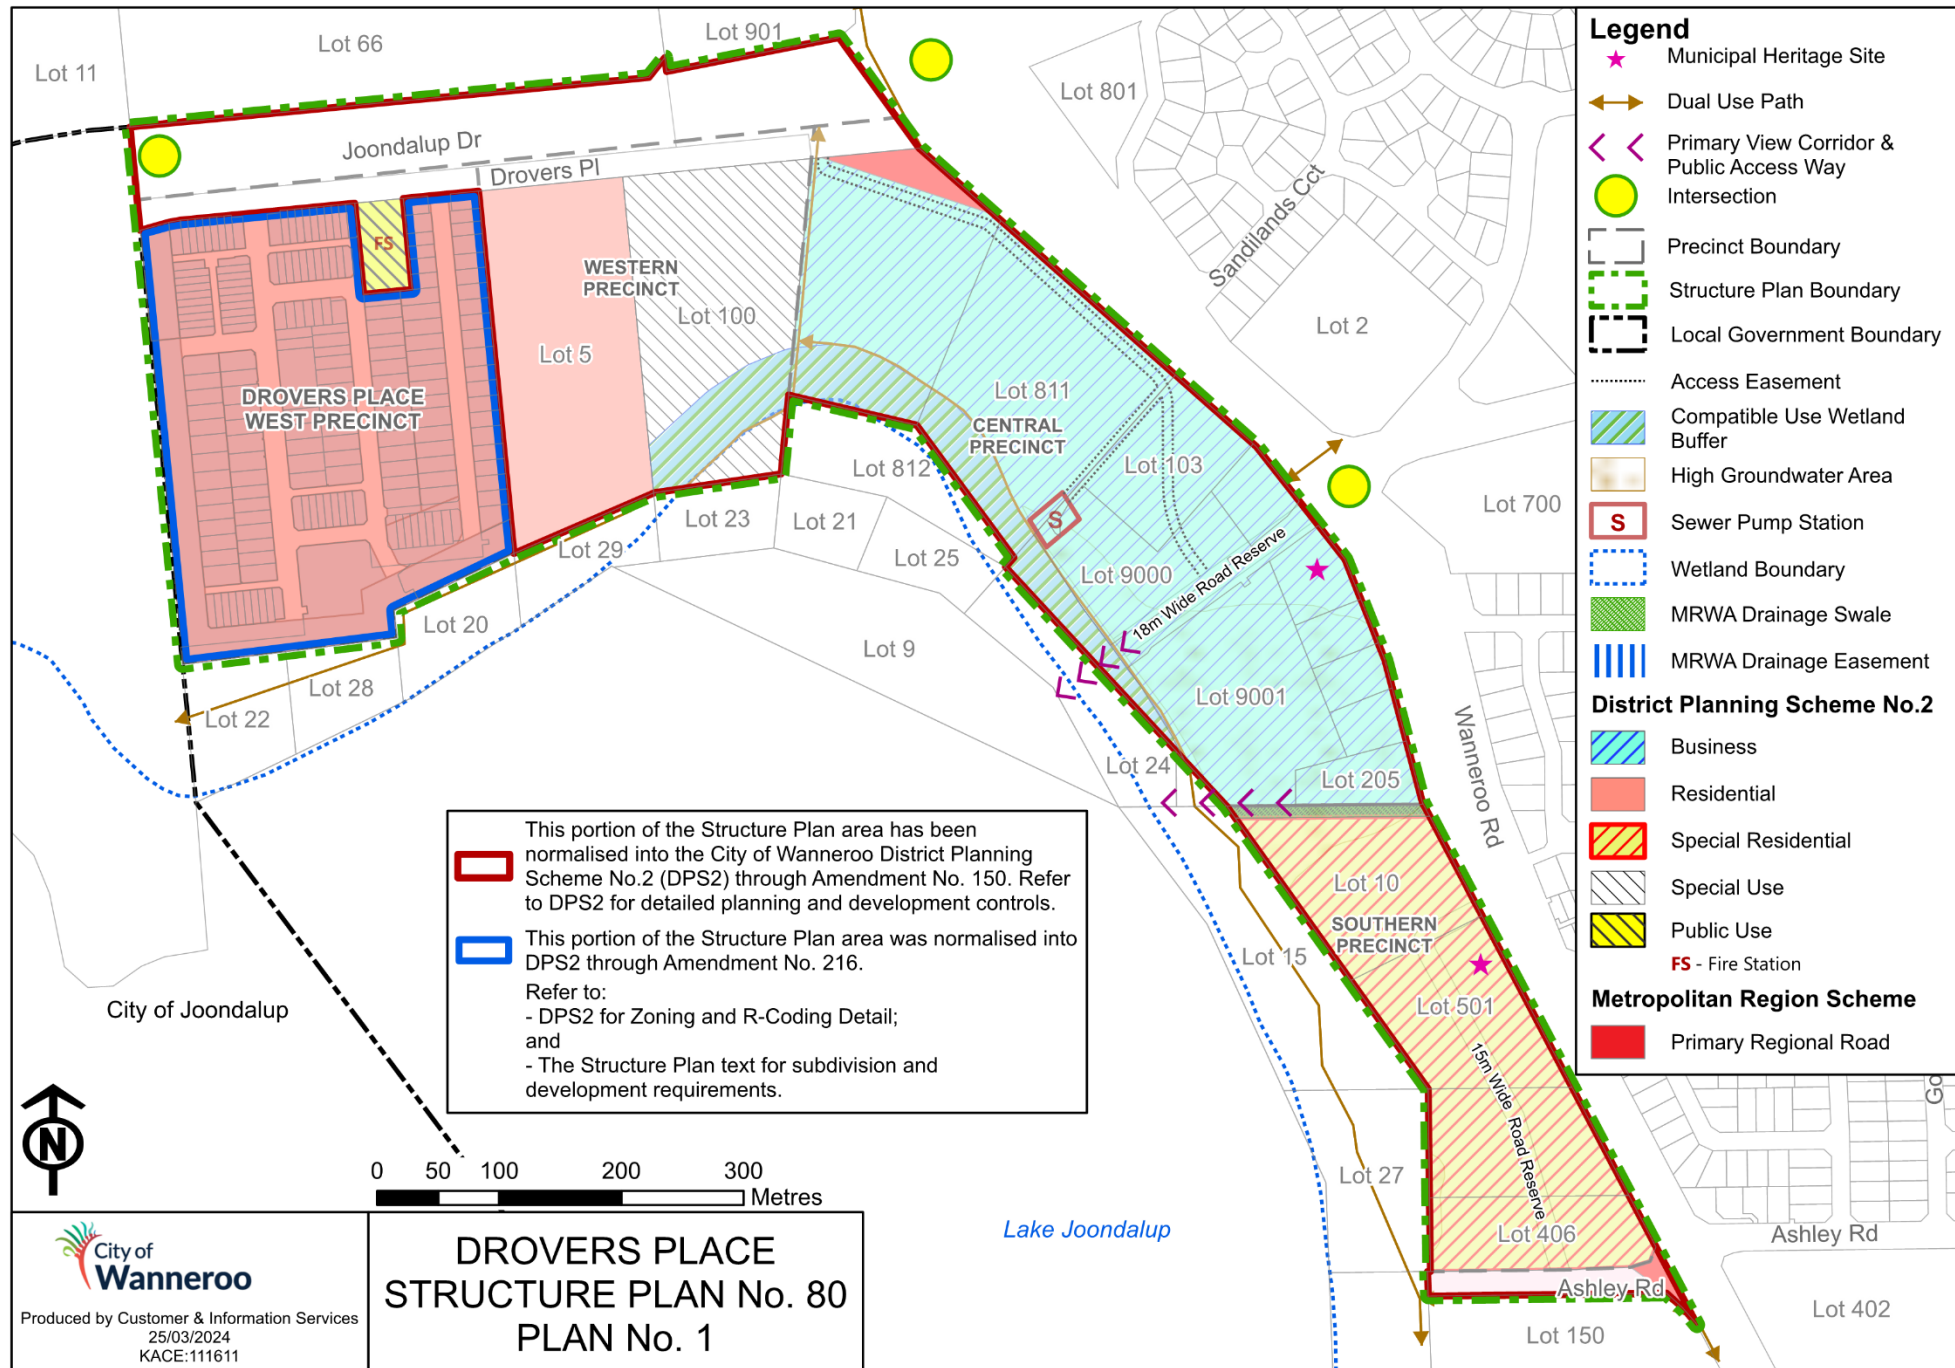 Lot 66
Lot 901
Lot 11
Lot 801
Joondalup Dr
Drovers Pl
Sandilands Cct
FS
WESTERN
PRECINCT
Lot 100
Lot 2
Lot 5
DROVERS PLACE
WEST PRECINCT
Lot 811
CENTRAL
PRECINCT
Lot 812
Lot 103
Lot 700
Lot 23
Lot 21
S
Lot 29
Lot 25
18m Wide Road Reserve
Lot 9000
Lot 20
Lot 9
Lot 28
Lot 22
Lot 9001
Lot 24
Lot 205
Wanneroo Rd
Lot 10
SOUTHERN
PRECINCT
Lot 15
Lot 501
15m Wide Road Reserve
Lot 27
Lot 406
Ashley Rd
Ashley Rd
Lot 150
Lot 402
Go
City of Joondalup
Lake Joondalup
This portion of the Structure Plan area has been
normalised into the City of Wanneroo District Planning
Scheme No.2 (DPS2) through Amendment No. 150. Refer
to DPS2 for detailed planning and development controls.
This portion of the Structure Plan area was normalised into
DPS2 through Amendment No. 216.
Refer to:
- DPS2 for Zoning and R-Coding Detail;
and
- The Structure Plan text for subdivision and
development requirements.
N
0 50 100 200 300
Metres
City of
Wanneroo
Produced by Customer & Information Services
25/03/2024
KACE:111611
DROVERS PLACE
STRUCTURE PLAN No. 80
PLAN No. 1
Legend
Municipal Heritage Site
Dual Use Path
Primary View Corridor &
Public Access Way
Intersection
Precinct Boundary
Structure Plan Boundary
Local Government Boundary
Access Easement
Compatible Use Wetland
Buffer
High Groundwater Area
S Sewer Pump Station
Wetland Boundary
MRWA Drainage Swale
MRWA Drainage Easement
District Planning Scheme No.2
Business
Residential
Special Residential
Special Use
Public Use
FS - Fire Station
Metropolitan Region Scheme
Primary Regional Road